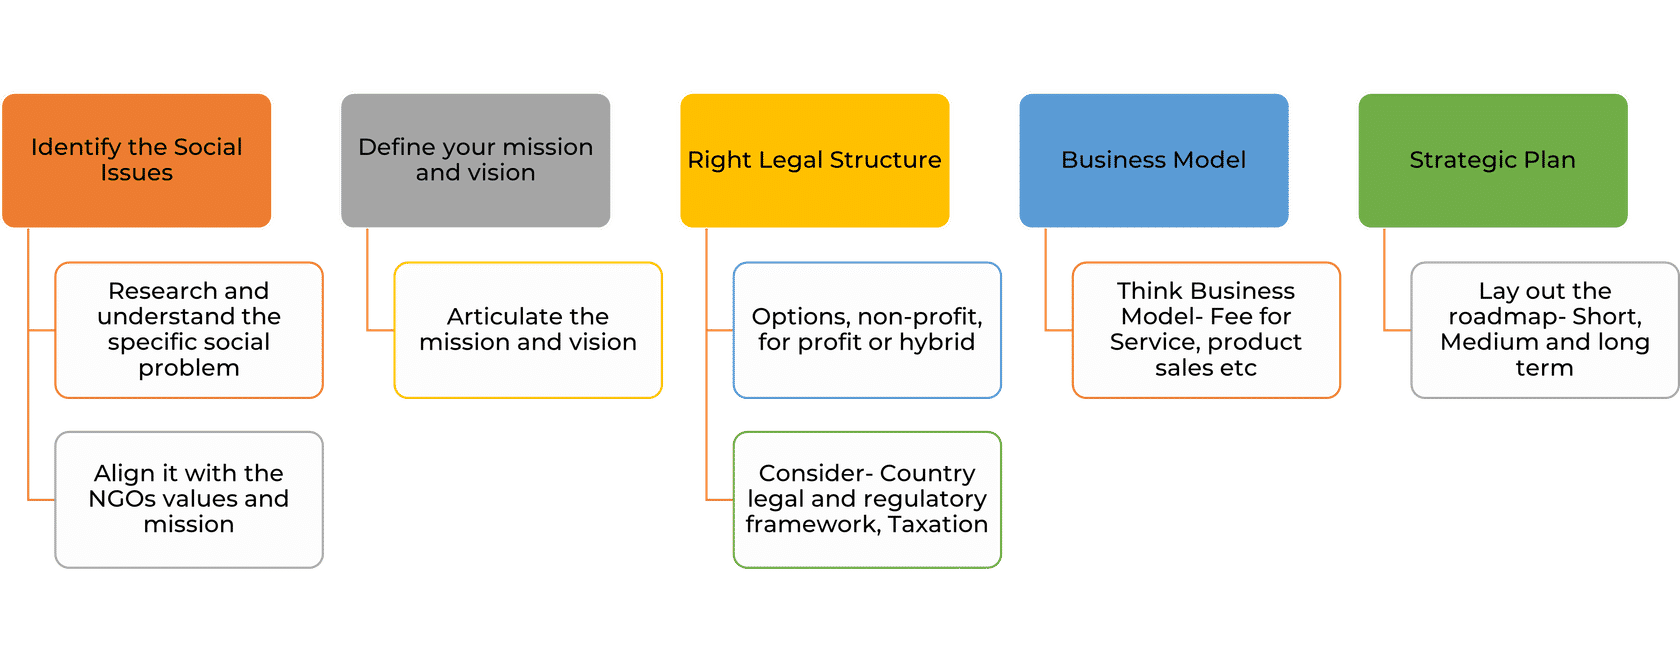 Identify the Social
Issues
Research and
understand the
specific social
problem
Align it with the
NGOs values and
mission
Define your mission
and vision
Articulate the
mission and vision
Right Legal Structure
Options, non-profit,
for profit or hybrid
Consider- Country
legal and regulatory
framework, Taxation
Business Model
Think Business
Model- Fee for
Service, product
sales etc
Strategic Plan
Lay out the
roadmap- Short,
Medium and long
term